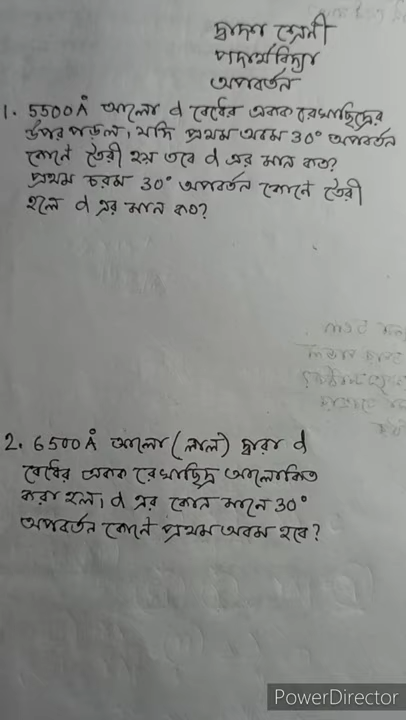 দ্বাদশ শ্রেণী
পদার্থবিদ্যা
অপবর্তন
1. 5500Å আলো d বেধের একক রেখাছিদ্রের
উপর পড়ল, যদি প্রথম অবম 30° অপবর্তন
কোনে তৈরী হয় তবে d এর মান কত?
প্রথম চরম 30° অপবর্তন কোনে তৈরী
হলে d এর মান কত?
2. 6500Å আলো (লাল) দ্বারা d
বেধের একক রেখাছিদ্র আলোকিত
করা হল। d এর কোন মানে 30°
অপবর্তন কোনে প্রথম অবম হবে?
PowerDirector